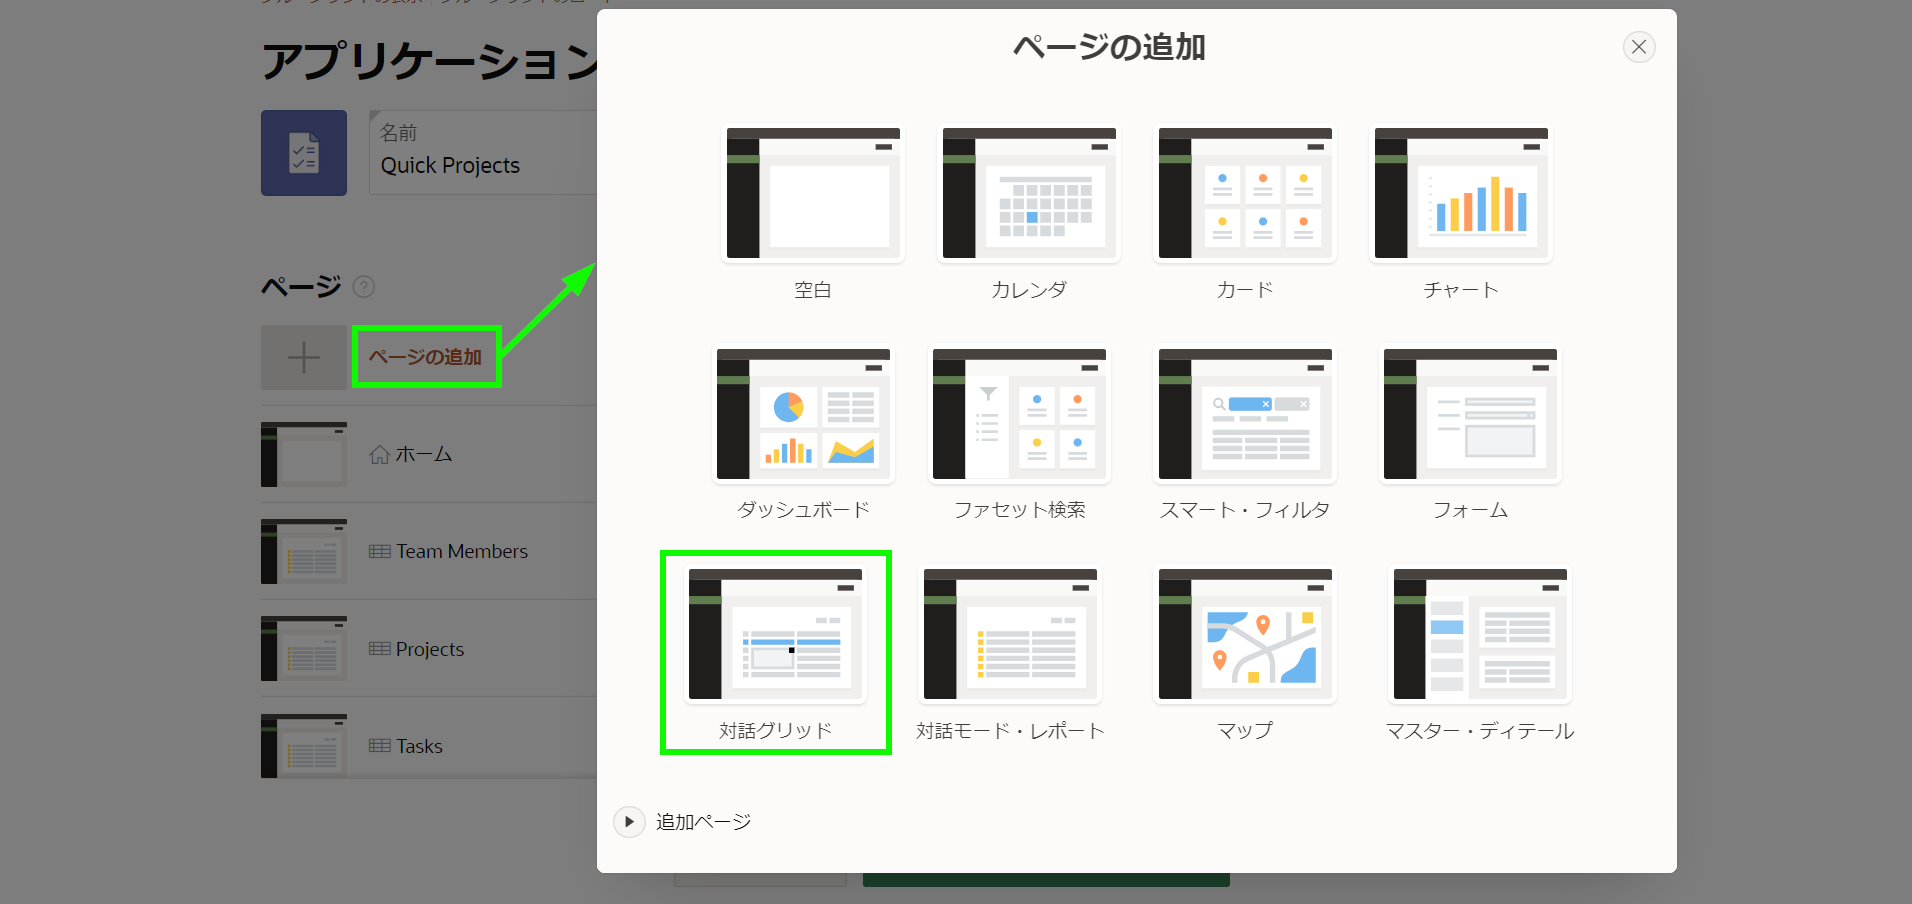 アプリケーション
名前
Quick Projects
ページ
ページの追加
ホーム
Team Members
Projects
Tasks
ページの追加
空白
カレンダ
カード
チャート
ダッシュボード
ファセット検索
スマート・フィルタ
フォーム
対話グリッド
対話モード・レポート
マップ
マスター・ディテール
追加ページ